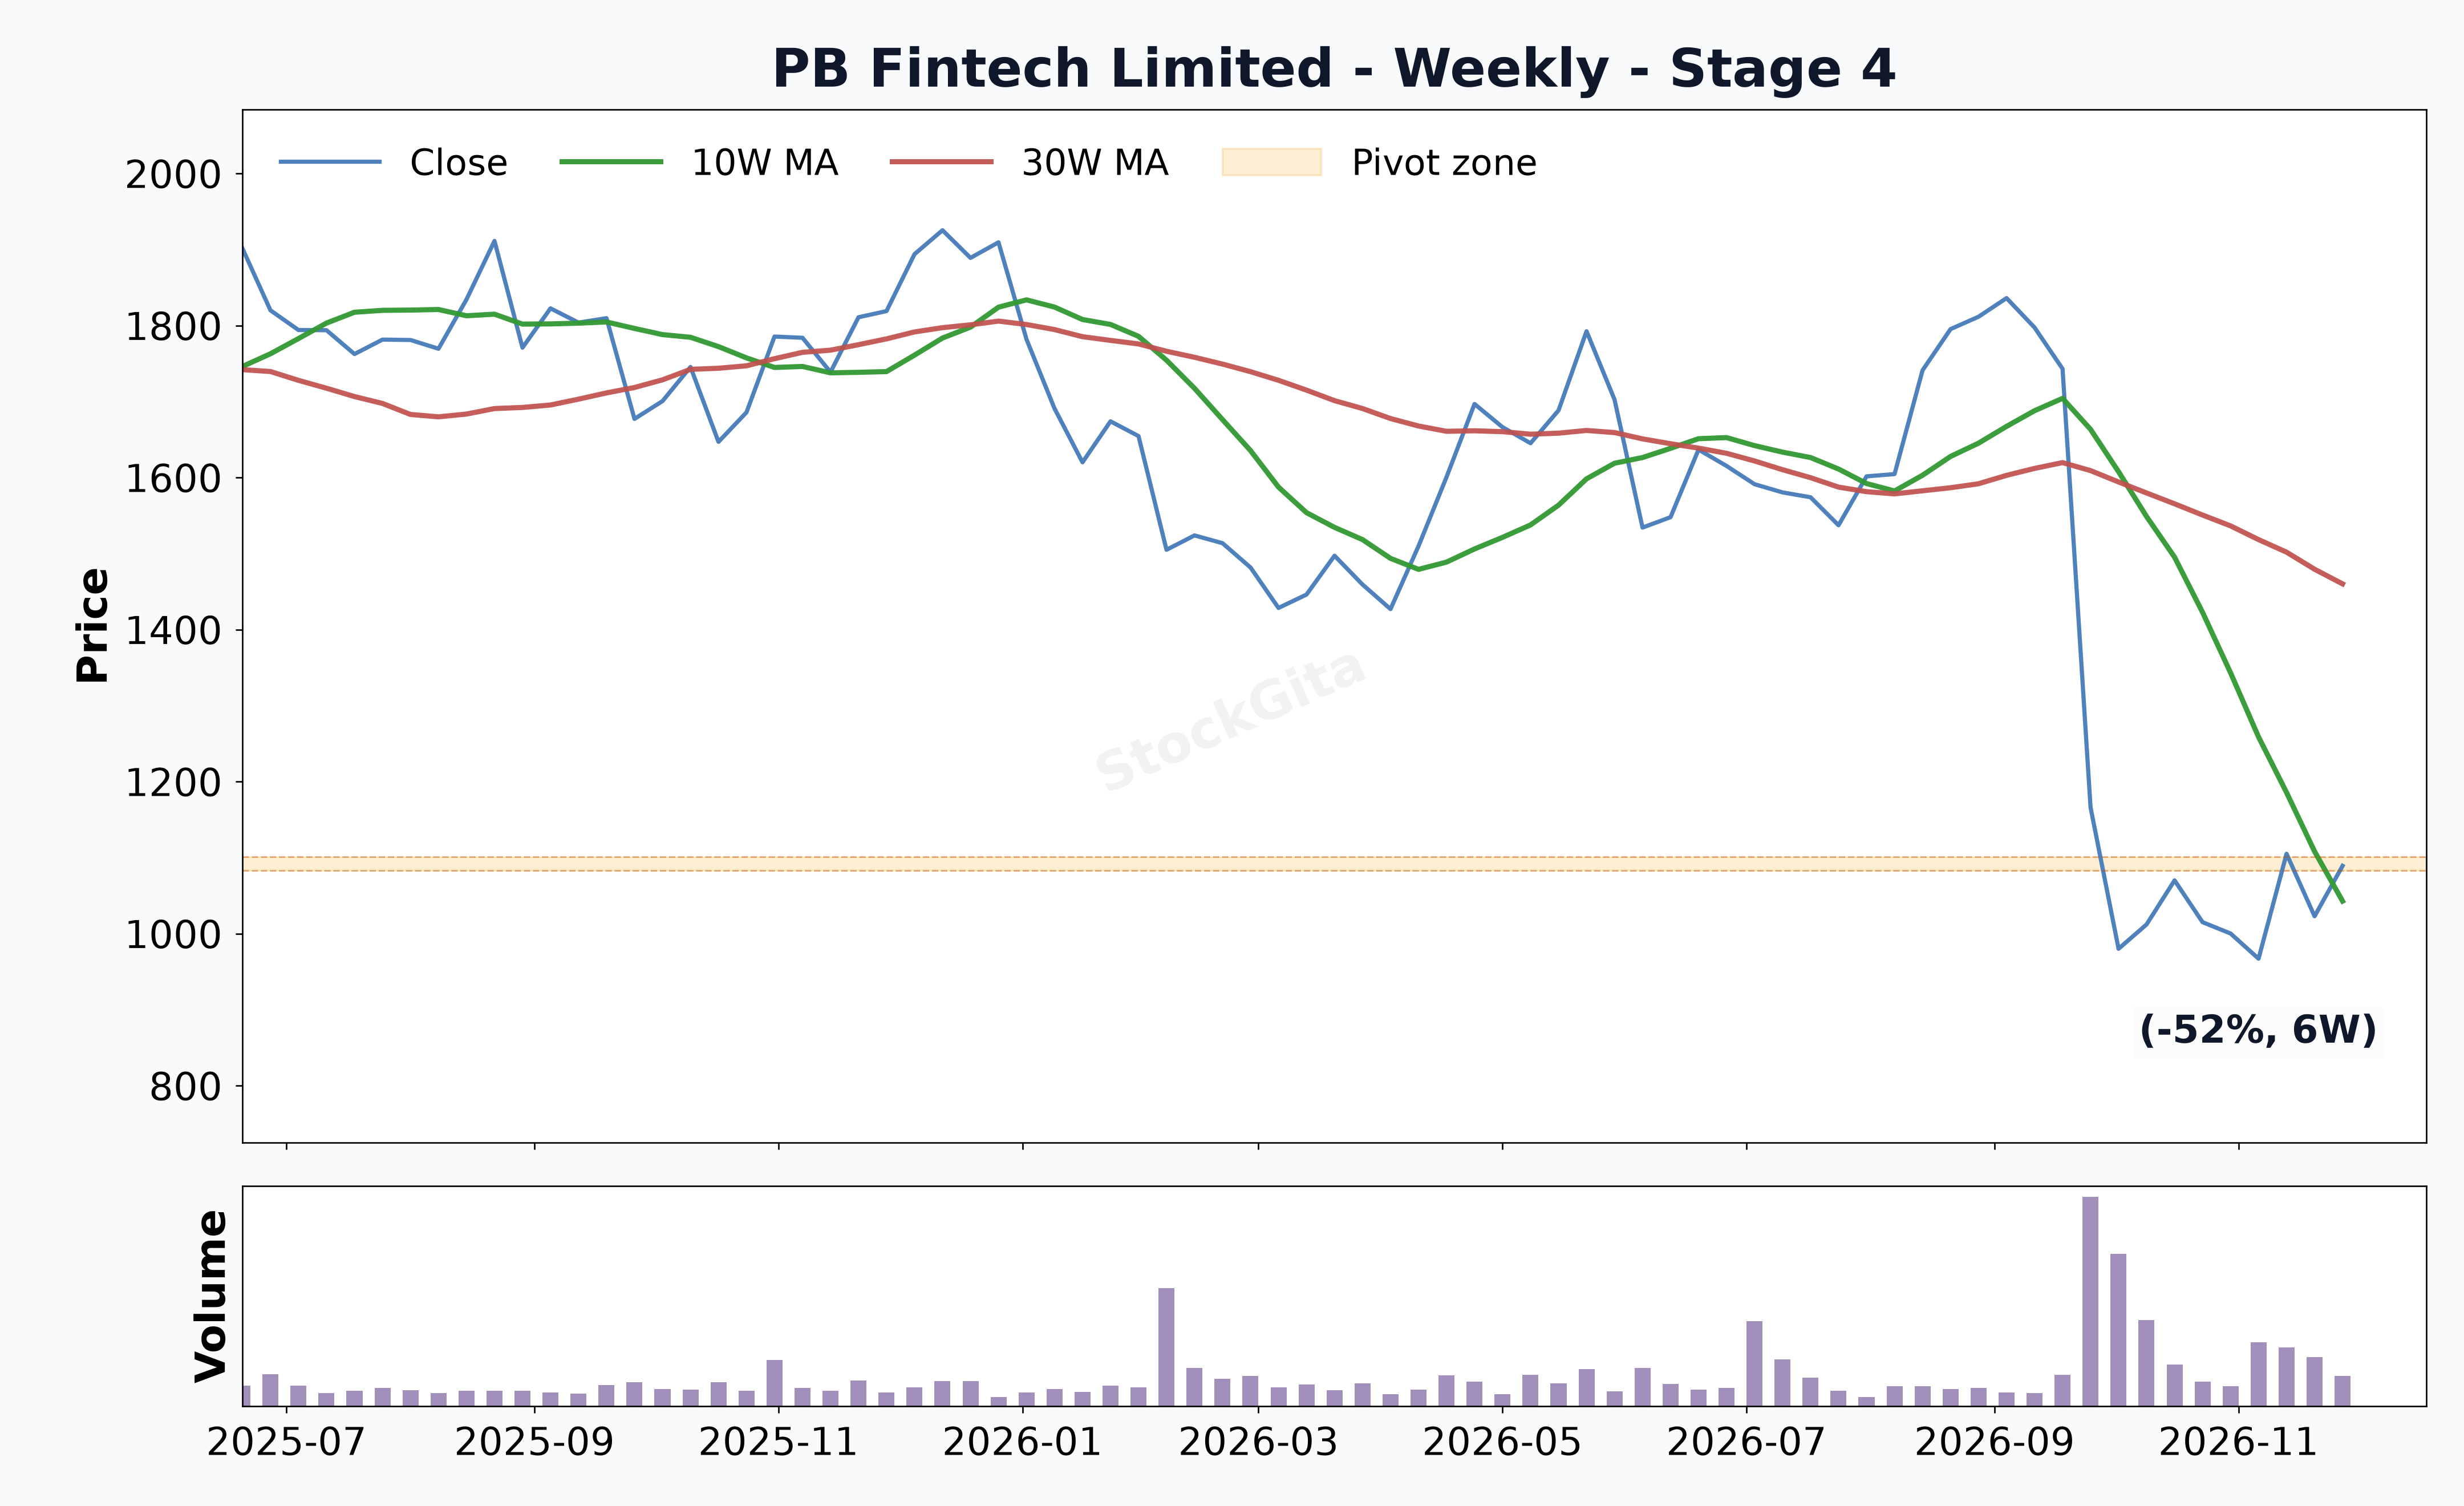 PB Fintech Limited - Weekly - Stage 4
Close 10W MA 30W MA Pivot zone
2000
1800
1600
1400
1200
1000
800
Price
StockGita
(-52%, 6W)
Volume
2025-07 2025-09 2025-11 2026-01 2026-03 2026-05 2026-07 2026-09 2026-11